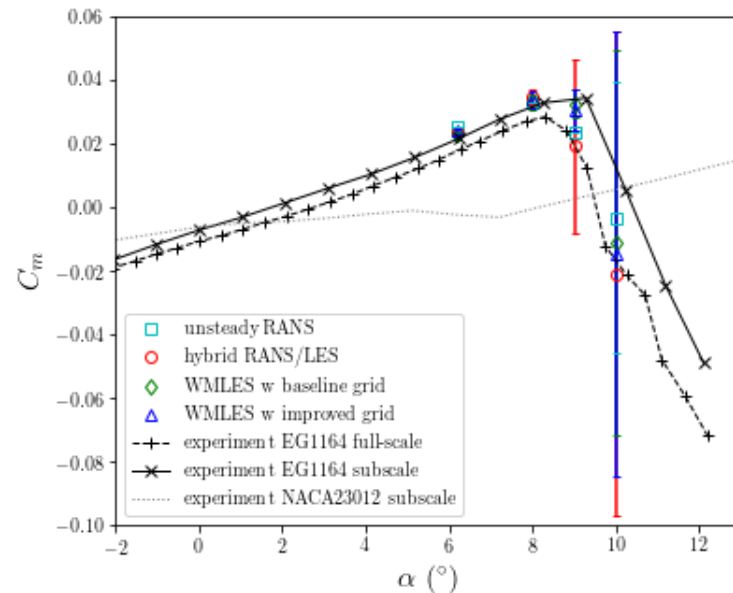 0.06
0.04
0.02
0.00
−0.02
−0.04
−0.06
−0.08
−0.10
C_m
unsteady RANS
hybrid RANS/LES
WMLES w baseline grid
WMLES w improved grid
experiment EG1164 full-scale
experiment EG1164 subscale
experiment NACA23012 subscale
−2 0 2 4 6 8 10 12
α (°)